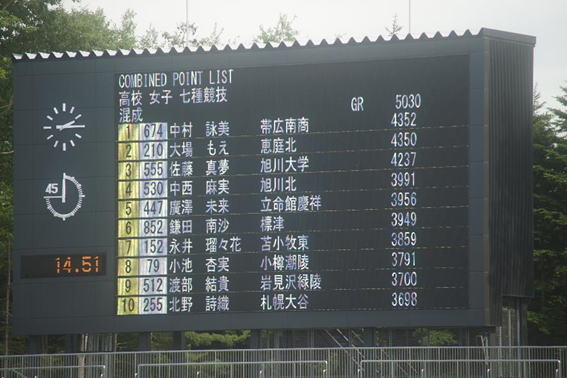 COMBINED POINT LIST
高校 女子 七種競技
混成 GR 5030
1 674 中村 詠美 帯広南商 4352
2 210 大場 もえ 恵庭北 4350
3 555 佐藤 真夢 旭川大学 4237
4 530 中西 麻実 旭川北 3991
5 447 廣澤 未来 立命館慶祥 3956
6 852 鎌田 南沙 標津 3949
7 152 永井 瑠々花 苫小牧東 3859
8 79 小池 杏実 小樽潮陵 3791
9 512 渡部 結貴 岩見沢緑陵 3700
10 255 北野 詩織 札幌大谷 3698
45
14.51